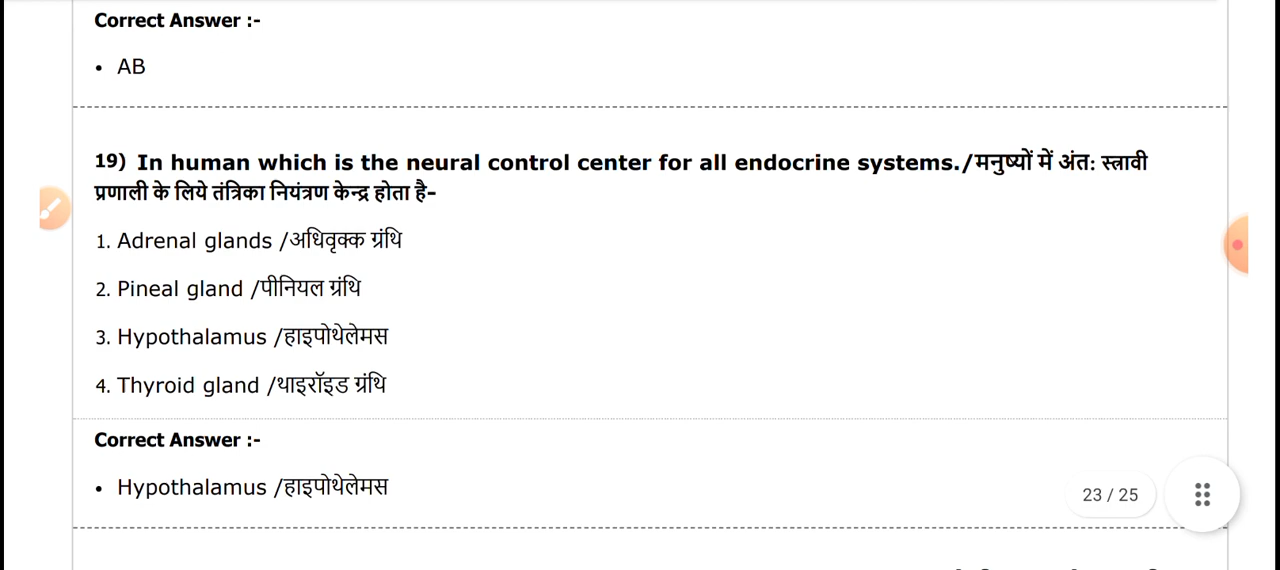 Correct Answer :-
• AB
19) In human which is the neural control center for all endocrine systems./मनुष्यों में अंत: स्त्रावी
प्रणाली के लिये तंत्रिका नियंत्रण केन्द्र होता है-
1. Adrenal glands /अधिवृक्क ग्रंथि
2. Pineal gland /पीनियल ग्रंथि
3. Hypothalamus /हाइपोथेलेमस
4. Thyroid gland /थाइरॉइड ग्रंथि
Correct Answer :-
• Hypothalamus /हाइपोथेलेमस
23 / 25